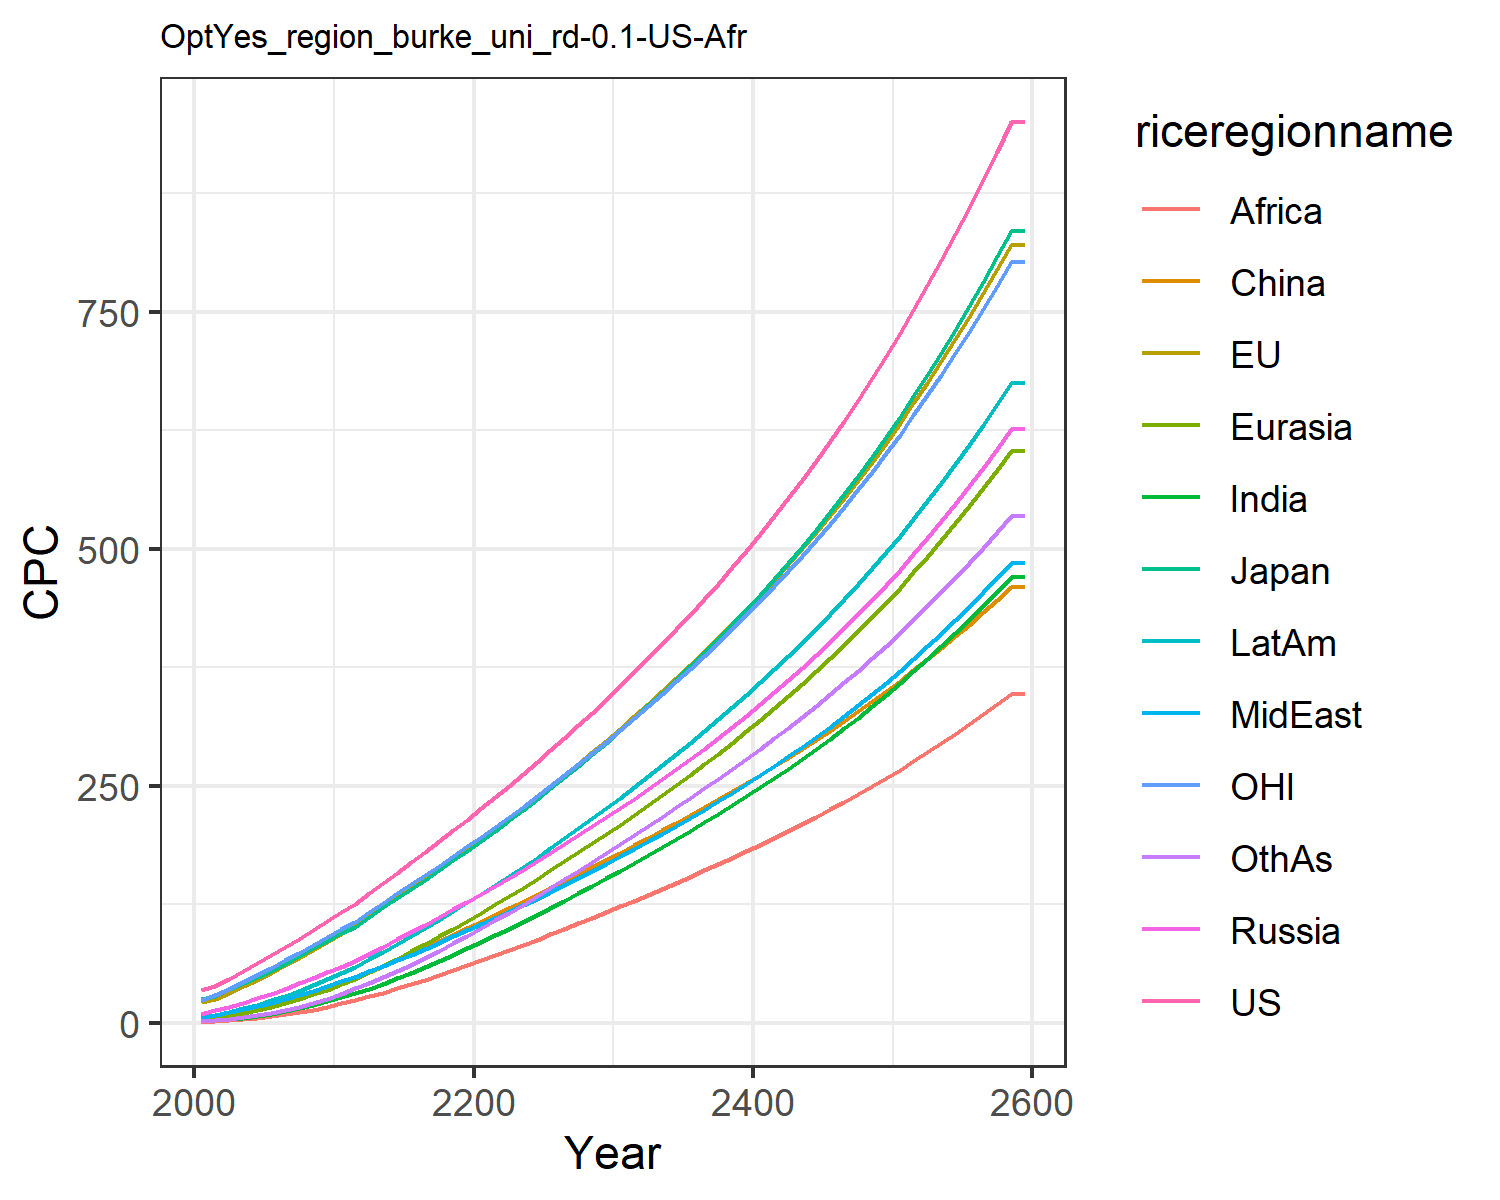 OptYes_region_burke_uni_rd-0.1-US-Afr
riceregionname
Africa
China
EU
Eurasia
India
Japan
LatAm
MidEast
OHI
OthAs
Russia
US
CPC
750
500
250
0
2000 2200 2400 2600
Year